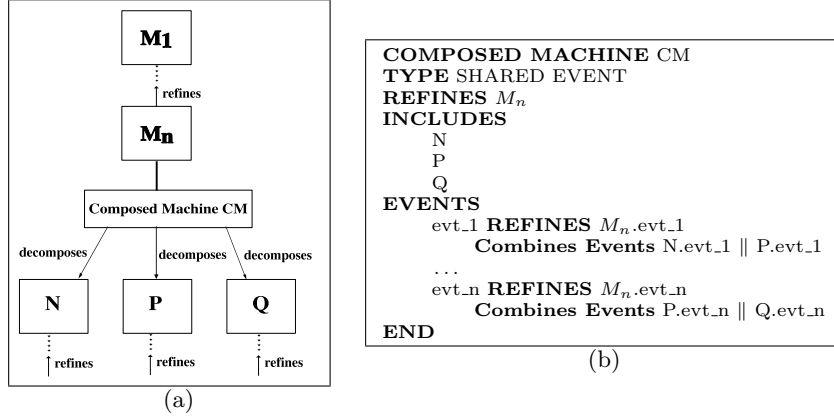 M1
refines
Mn
Composed Machine CM
decomposes decomposes decomposes
N P Q
refines refines refines
(a)
COMPOSED MACHINE CM
TYPE SHARED EVENT
REFINES Mn
INCLUDES
N
P
Q
EVENTS
evt_1 REFINES Mn.evt_1
Combines Events N.evt_1 ∥ P.evt_1
...
evt_n REFINES Mn.evt_n
Combines Events P.evt_n ∥ Q.evt_n
END
(b)